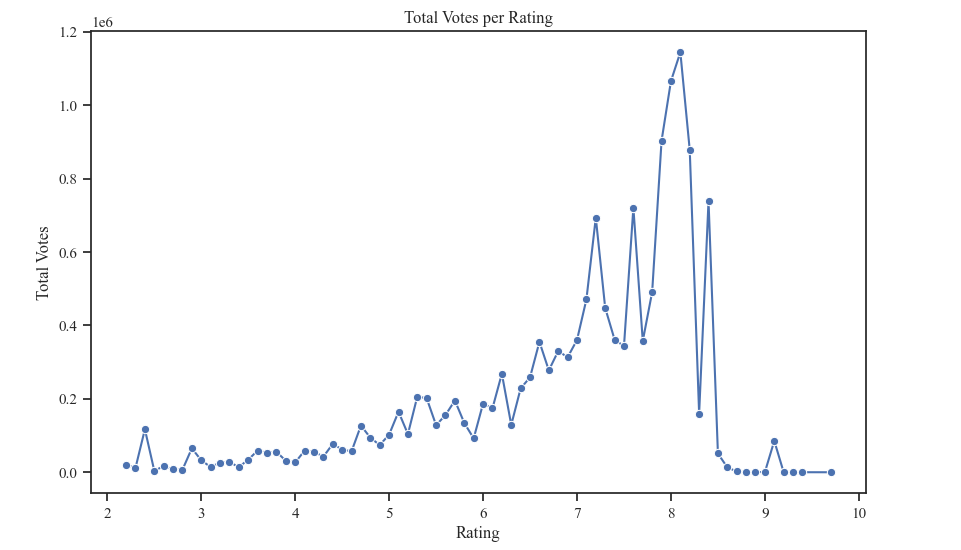 Total Votes per Rating
1e6
1.2
1.0
0.8
0.6
0.4
0.2
0.0
Total Votes
2 3 4 5 6 7 8 9 10
Rating